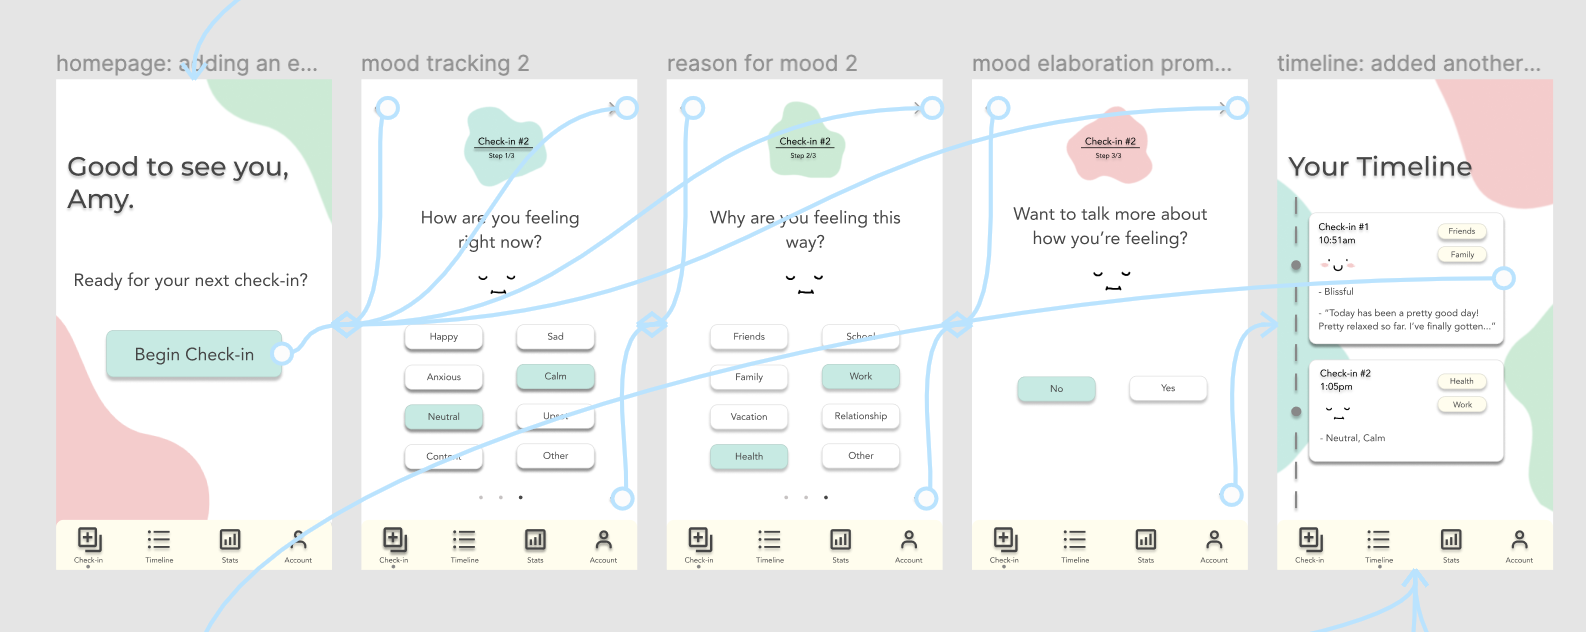 homepage: adding an e...
Good to see you,
Amy.
Ready for your next check-in?
Begin Check-in
Check-in
Timeline
Stats
Account
mood tracking 2
Check-in #2
Step 1/3
How are you feeling
right now?
Happy
Sad
Anxious
Calm
Neutral
Upset
Content
Other
Check-in
Timeline
Stats
Account
reason for mood 2
Check-in #2
Step 2/3
Why are you feeling this
way?
Friends
School
Family
Work
Vacation
Relationship
Health
Other
Check-in
Timeline
Stats
Account
mood elaboration prom...
Check-in #2
Step 3/3
Want to talk more about
how you're feeling?
No
Yes
Check-in
Timeline
Stats
Account
timeline: added another...
Your Timeline
Check-in #1
10:51am
Friends
Family
- Blissful
- “Today has been a pretty good day!
Pretty relaxed so far. I've finally gotten...”
Check-in #2
1:05pm
Health
Work
- Neutral, Calm
Check-in
Timeline
Stats
Account